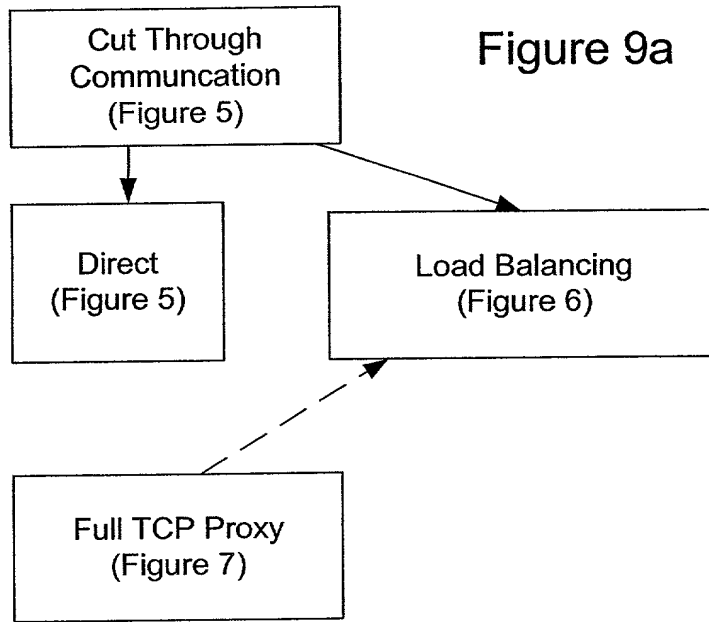 Cut Through
Communcation
(Figure 5)
Figure 9a
Direct
(Figure 5)
Load Balancing
(Figure 6)
Full TCP Proxy
(Figure 7)